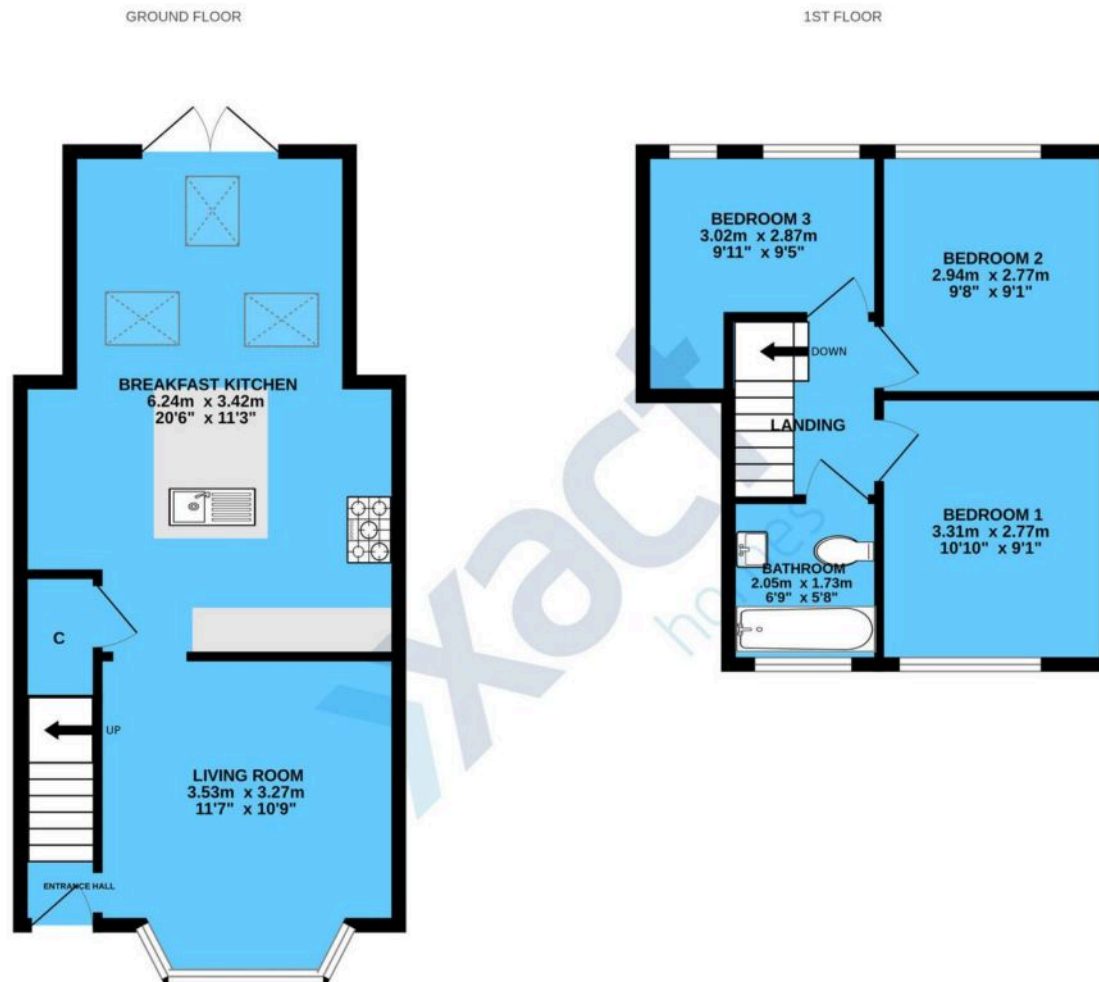 GROUND FLOOR
1ST FLOOR
BREAKFAST KITCHEN
6.24m x 3.42m
20'6" x 11'3"
C
UP
LIVING ROOM
3.53m x 3.27m
11'7" x 10'9"
ENTRANCE HALL
BEDROOM 3
3.02m x 2.87m
9'11" x 9'5"
BEDROOM 2
2.94m x 2.77m
9'8" x 9'1"
DOWN
LANDING
BEDROOM 1
3.31m x 2.77m
10'10" x 9'1"
BATHROOM
2.05m x 1.73m
6'9" x 5'8"
xact
homes